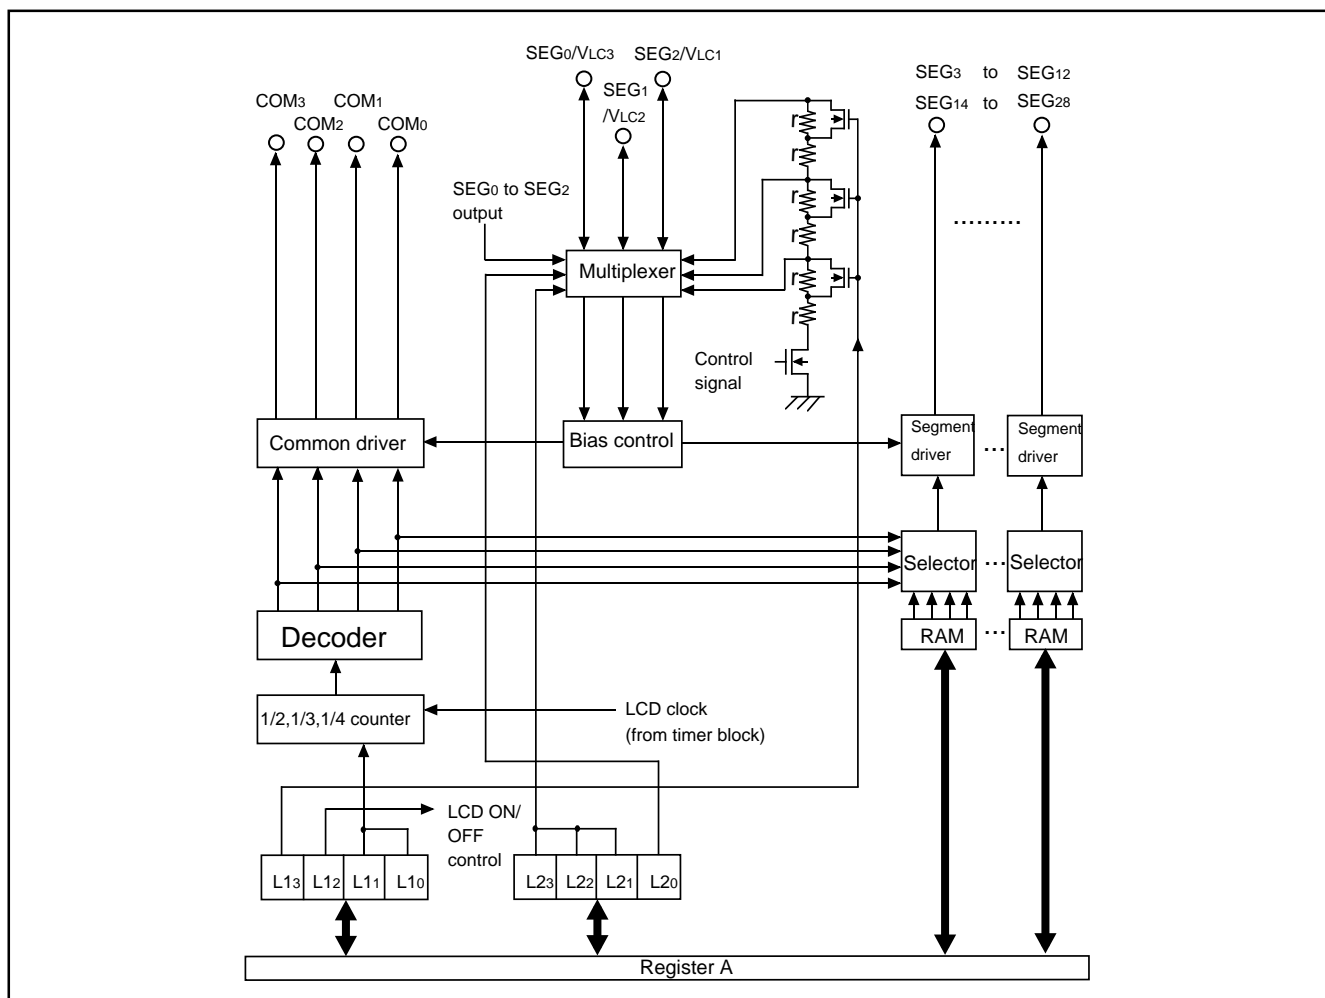 SEG0/VLC3 SEG2/VLC1
SEG1
/VLC2
SEG3 to SEG12
SEG14 to SEG28
COM3 COM1
COM2 COM0
SEG0 to SEG2
output
r
r
r
r
r
r
.........
Multiplexer
Control
signal
Common driver
Bias control
Segment
driver
...
Segment
driver
Selector
...
Selector
Decoder
RAM
...
RAM
1/2,1/3,1/4 counter
LCD clock
(from timer block)
LCD ON/
OFF
control
L13 L12 L11 L10
L23 L22 L21 L20
Register A